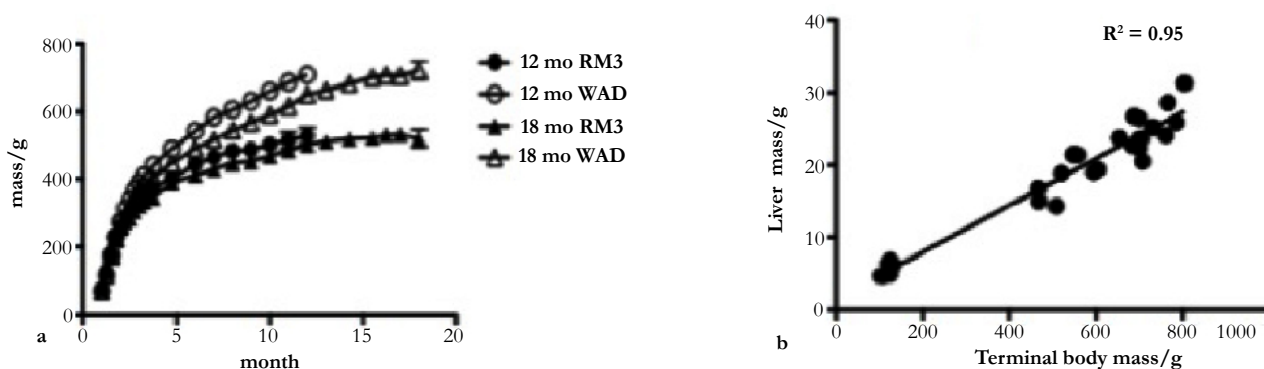 800
600
400
200
0
mass/g
0
5
10
15
20
month
a
12 mo RM3
12 mo WAD
18 mo RM3
18 mo WAD
40
30
20
10
0
Liver mass/g
R² = 0.95
0
200
400
600
800
1000
Terminal body mass/g
b